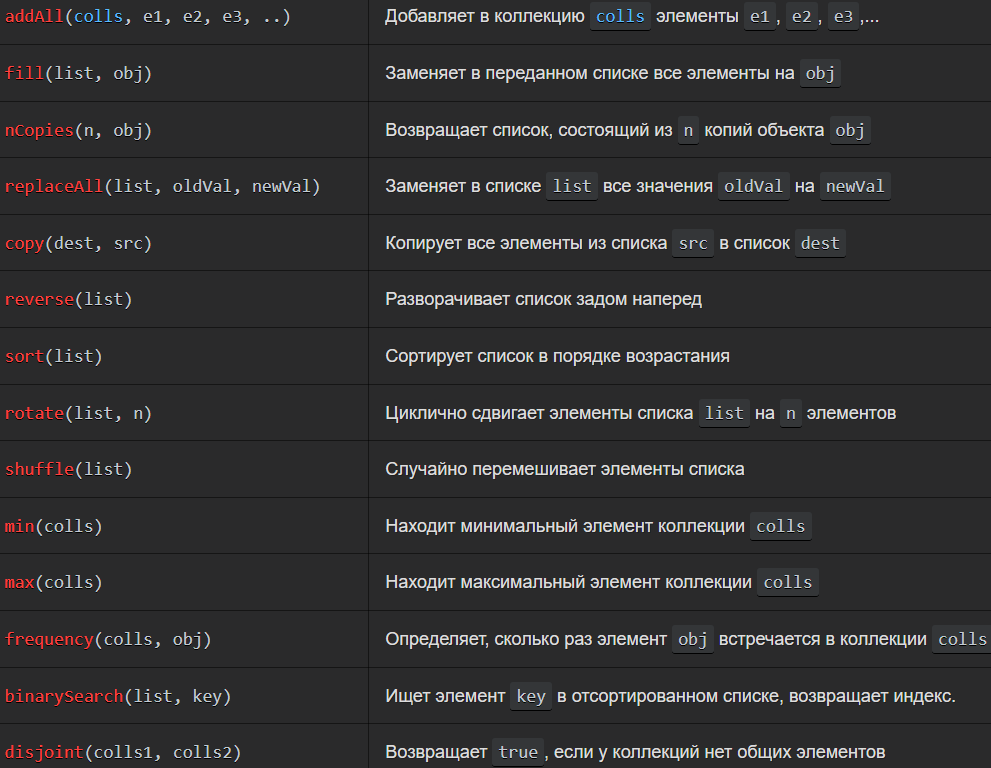 addAll(colls, e1, e2, e3, ..) Добавляет в коллекцию colls элементы e1, e2, e3,...
fill(list, obj) Заменяет в переданном списке все элементы на obj
nCopies(n, obj) Возвращает список, состоящий из n копий объекта obj
replaceAll(list, oldVal, newVal) Заменяет в списке list все значения oldVal на newVal
copy(dest, src) Копирует все элементы из списка src в список dest
reverse(list) Разворачивает список задом наперед
sort(list) Сортирует список в порядке возрастания
rotate(list, n) Циклично сдвигает элементы списка list на n элементов
shuffle(list) Случайно перемешивает элементы списка
min(colls) Находит минимальный элемент коллекции colls
max(colls) Находит максимальный элемент коллекции colls
frequency(colls, obj) Определяет, сколько раз элемент obj встречается в коллекции colls
binarySearch(list, key) Ищет элемент key в отсортированном списке, возвращает индекс.
disjoint(colls1, colls2) Возвращает true, если у коллекций нет общих элементов